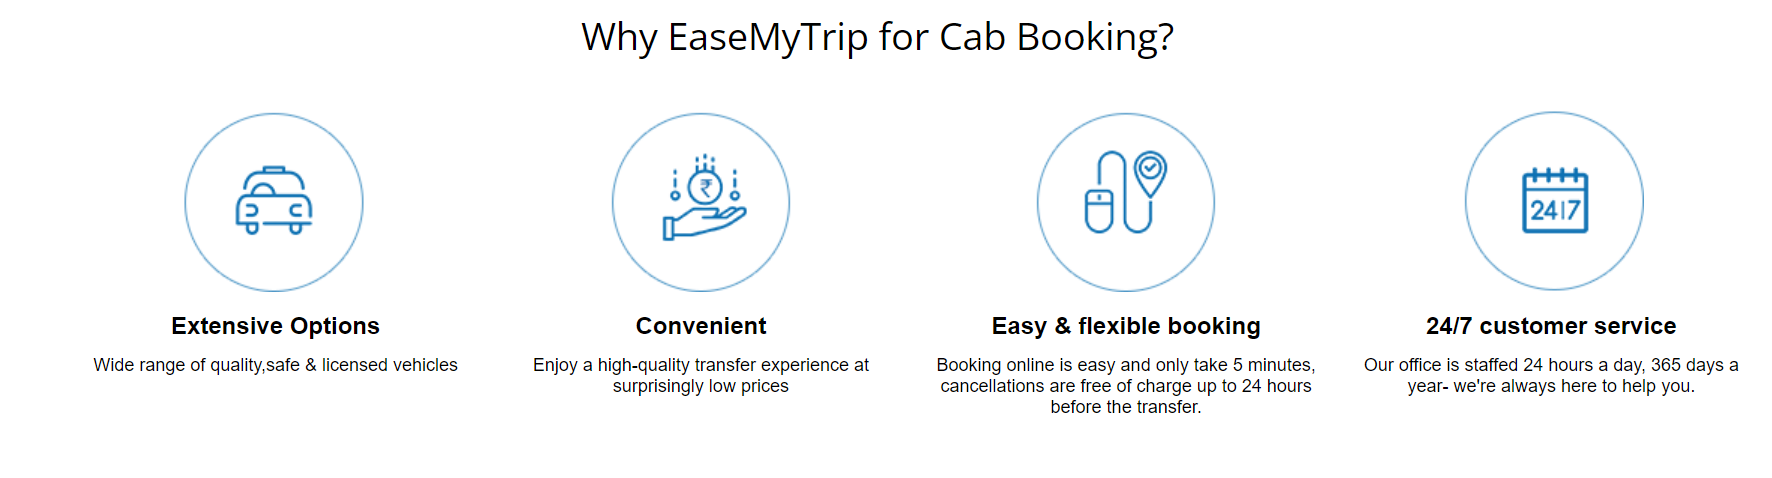 Why EaseMyTrip for Cab Booking?
₹
24|7
Extensive Options
Wide range of quality,safe & licensed vehicles
Convenient
Enjoy a high-quality transfer experience at
surprisingly low prices
Easy & flexible booking
Booking online is easy and only take 5 minutes,
cancellations are free of charge up to 24 hours
before the transfer.
24/7 customer service
Our office is staffed 24 hours a day, 365 days a
year- we're always here to help you.